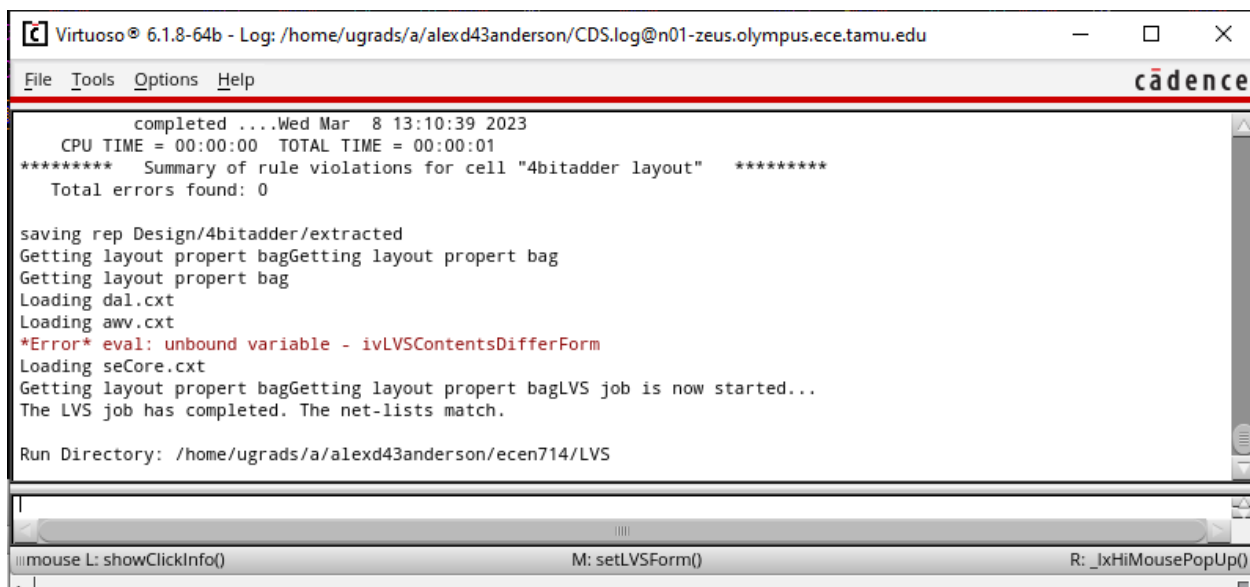 Virtuoso® 6.1.8-64b - Log: /home/ugrads/a/alexd43anderson/CDS.log@n01-zeus.olympus.ece.tamu.edu
File Tools Options Help cādence
completed ....Wed Mar 8 13:10:39 2023
CPU TIME = 00:00:00 TOTAL TIME = 00:00:01
********* Summary of rule violations for cell "4bitadder layout" *********
Total errors found: 0
saving rep Design/4bitadder/extracted
Getting layout propert bagGetting layout propert bag
Getting layout propert bag
Loading dal.cxt
Loading awv.cxt
*Error* eval: unbound variable - ivLVSContentsDifferForm
Loading seCore.cxt
Getting layout propert bagGetting layout propert bagLVS job is now started...
The LVS job has completed. The net-lists match.
Run Directory: /home/ugrads/a/alexd43anderson/ecen714/LVS
mouse L: showClickInfo() M: setLVSForm() R: _lxHiMousePopUp()